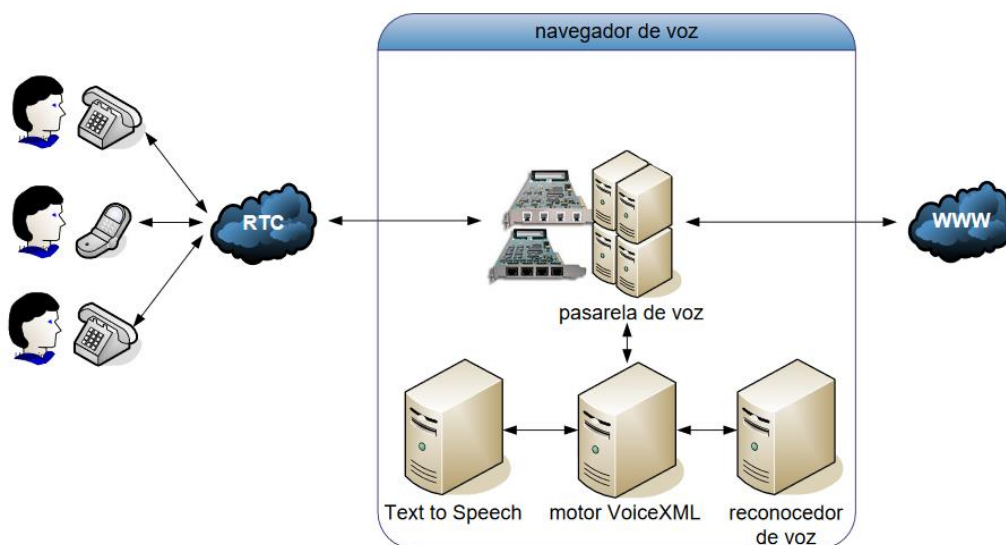 navegador de voz
RTC
WWW
pasarela de voz
Text to Speech
motor VoiceXML
reconocedor
de voz